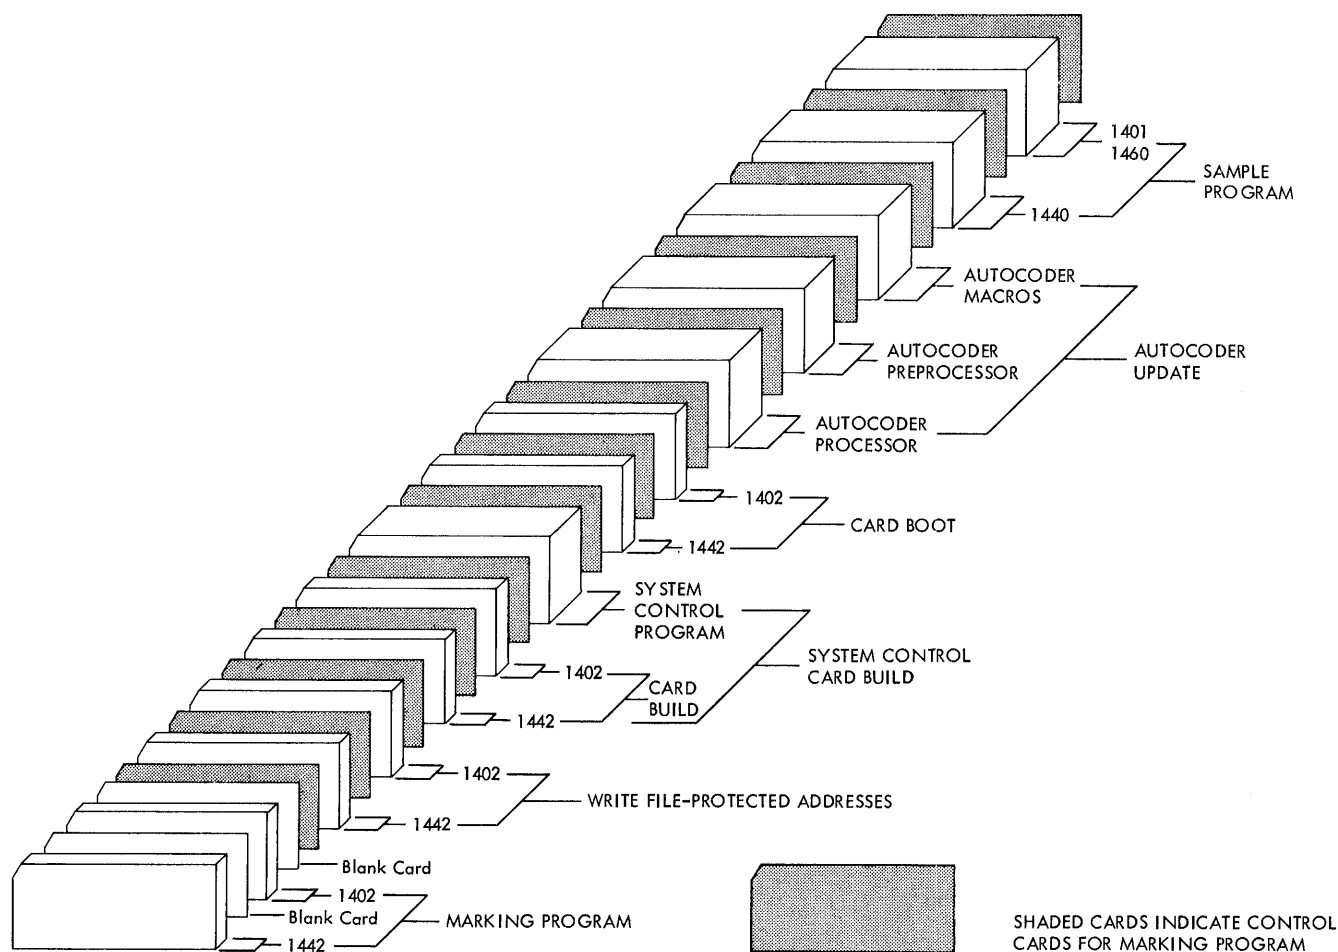 1401
1460
SAMPLE
PROGRAM
1440
AUTOCODER
MACROS
AUTOCODER
PREPROCESSOR
AUTOCODER
UPDATE
AUTOCODER
PROCESSOR
1402
CARD BOOT
1442
SYSTEM
CONTROL
PROGRAM
SYSTEM CONTROL
CARD BUILD
1402
CARD
BUILD
1442
1402
WRITE FILE-PROTECTED ADDRESSES
1442
Blank Card
1402
Blank Card
MARKING PROGRAM
1442
SHADED CARDS INDICATE CONTROL
CARDS FOR MARKING PROGRAM